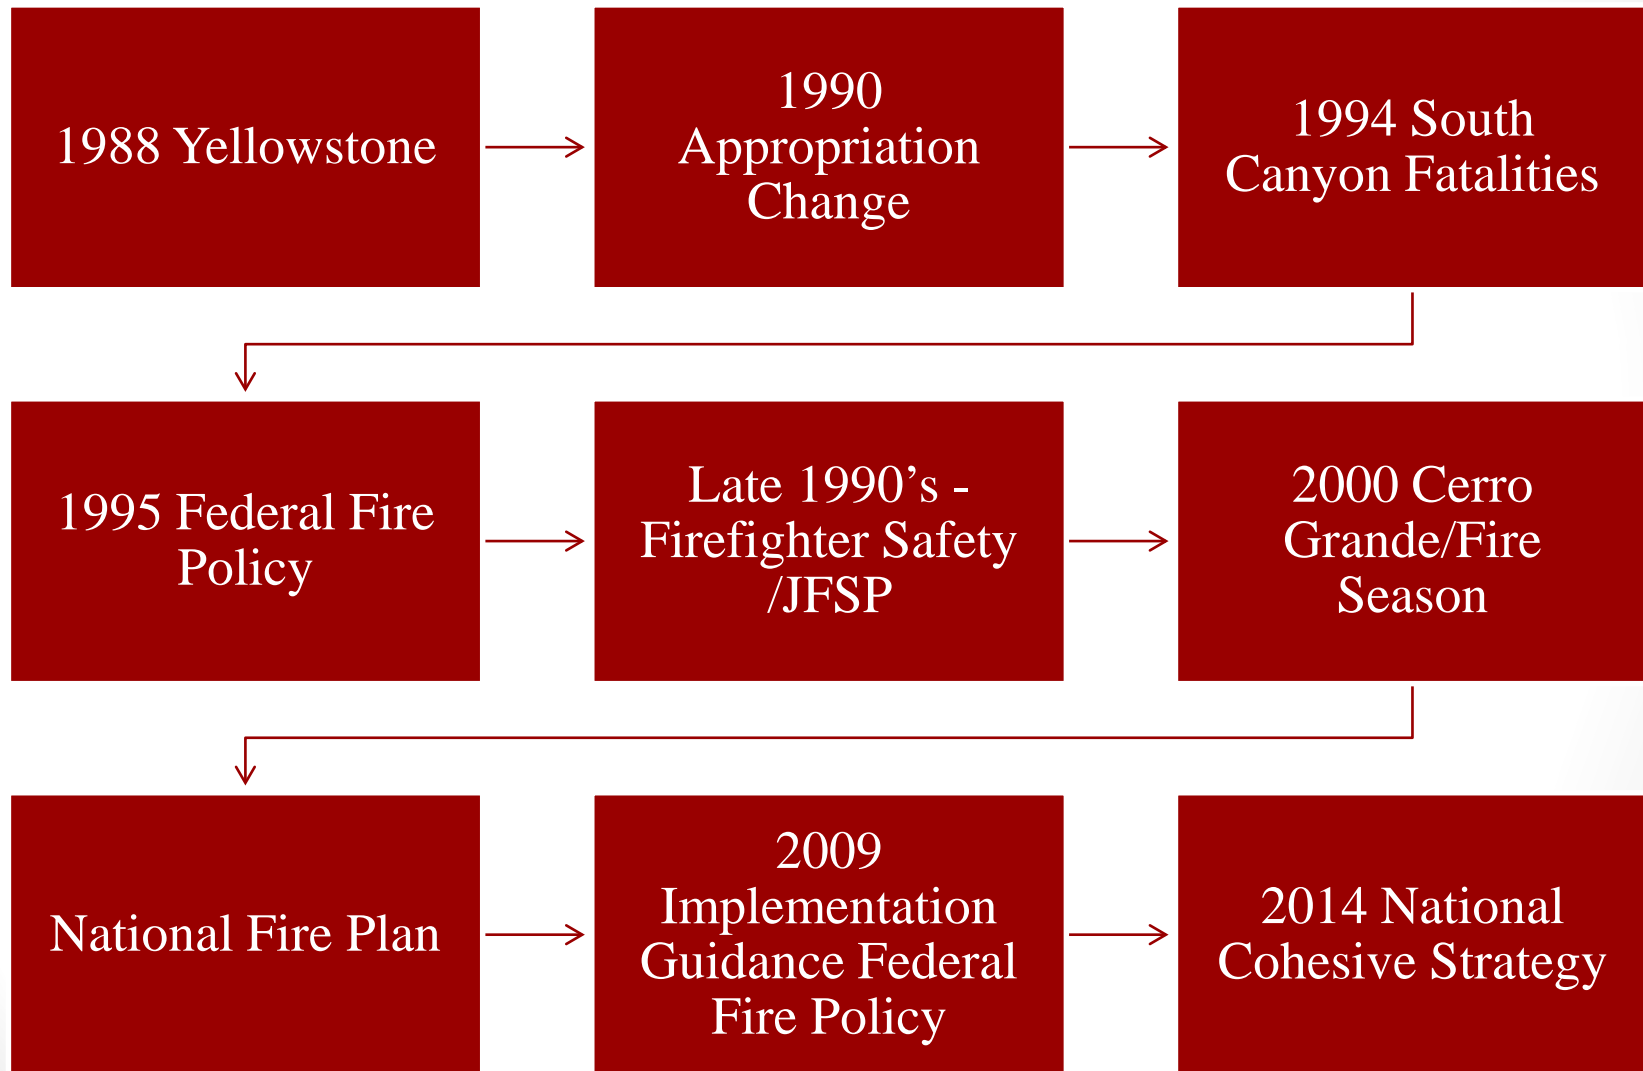 1988 Yellowstone
1990
Appropriation
Change
1994 South
Canyon Fatalities
1995 Federal Fire
Policy
Late 1990’s -
Firefighter Safety
/JFSP
2000 Cerro
Grande/Fire
Season
National Fire Plan
2009
Implementation
Guidance Federal
Fire Policy
2014 National
Cohesive Strategy